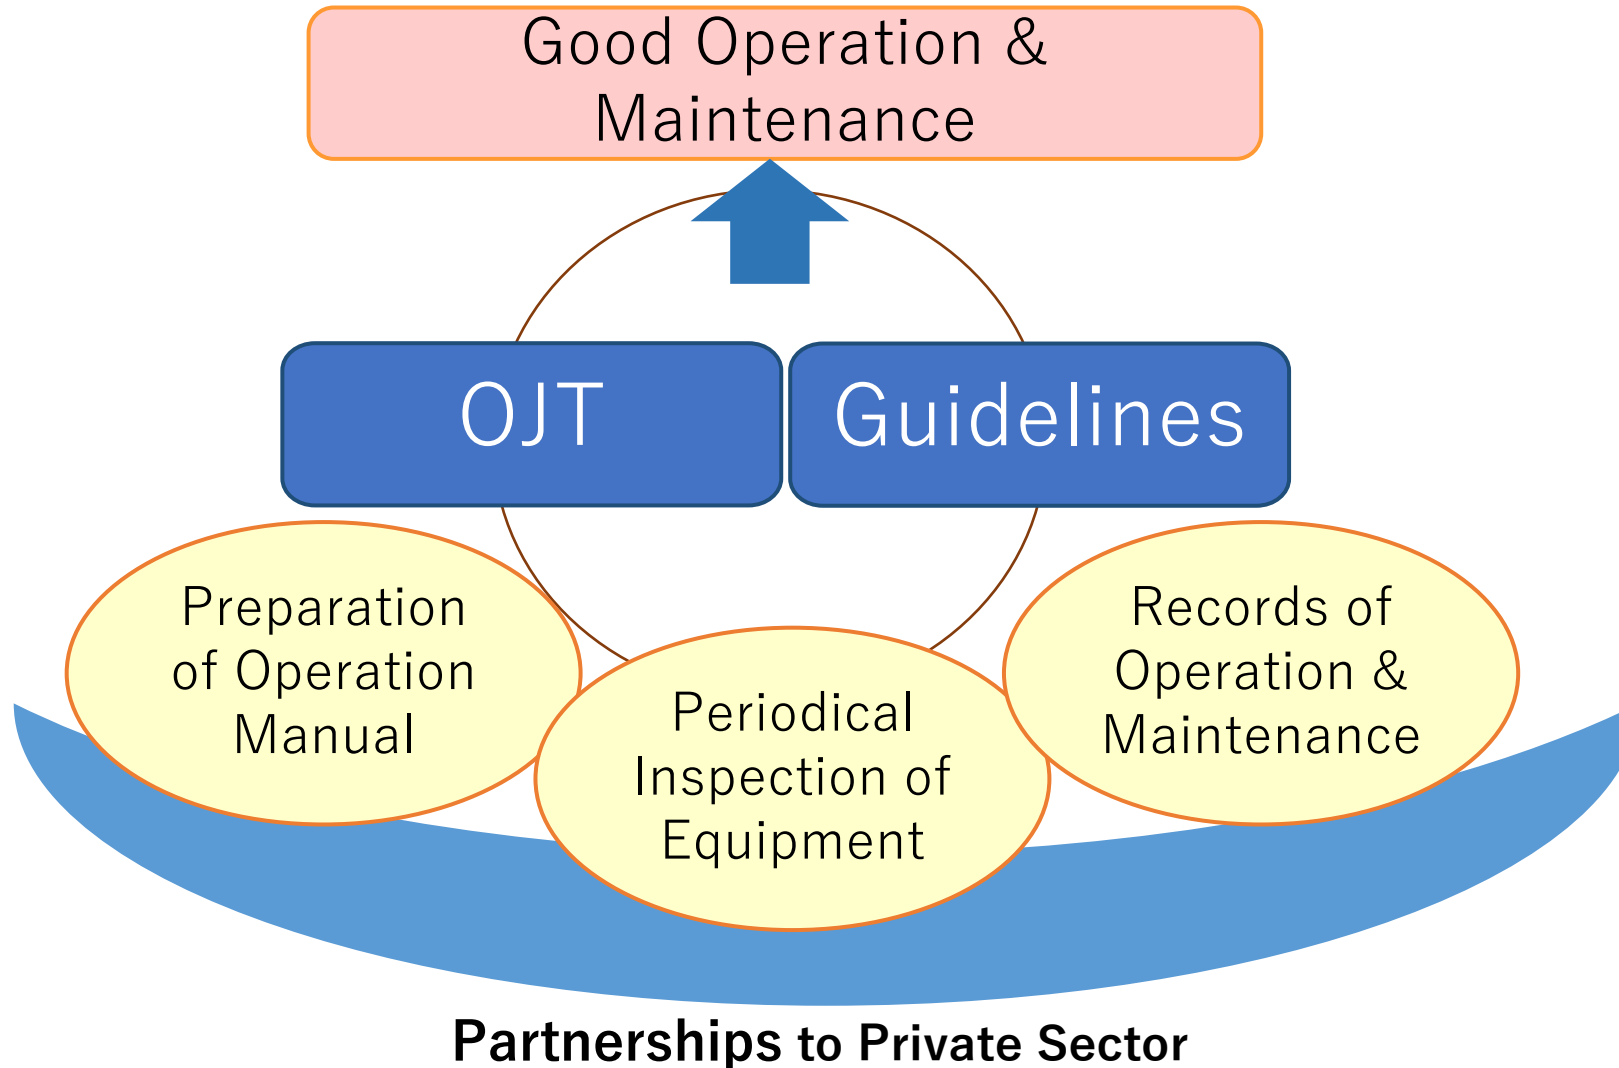 Good Operation &
Maintenance
OJT
Guidelines
Preparation
of Operation
Manual
Periodical
Inspection of
Equipment
Records of
Operation &
Maintenance
Partnerships to Private Sector